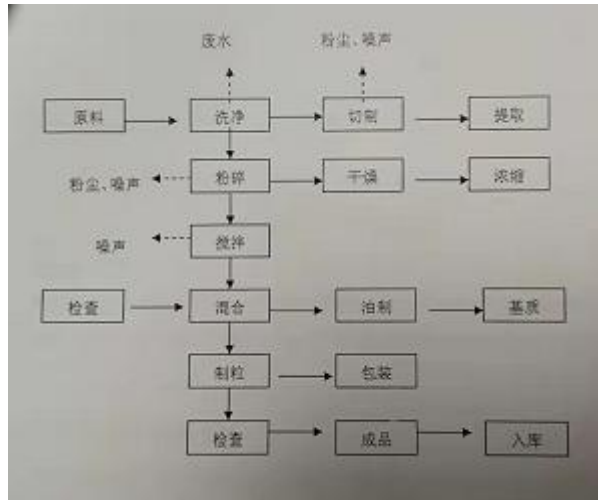 废水 粉尘、噪声
原料 洗净 切制 提取
粉尘、噪声 粉碎 干燥 浓缩
噪声 搅拌
检查 混合 油制 基质
制粒 包装
检查 成品 入库